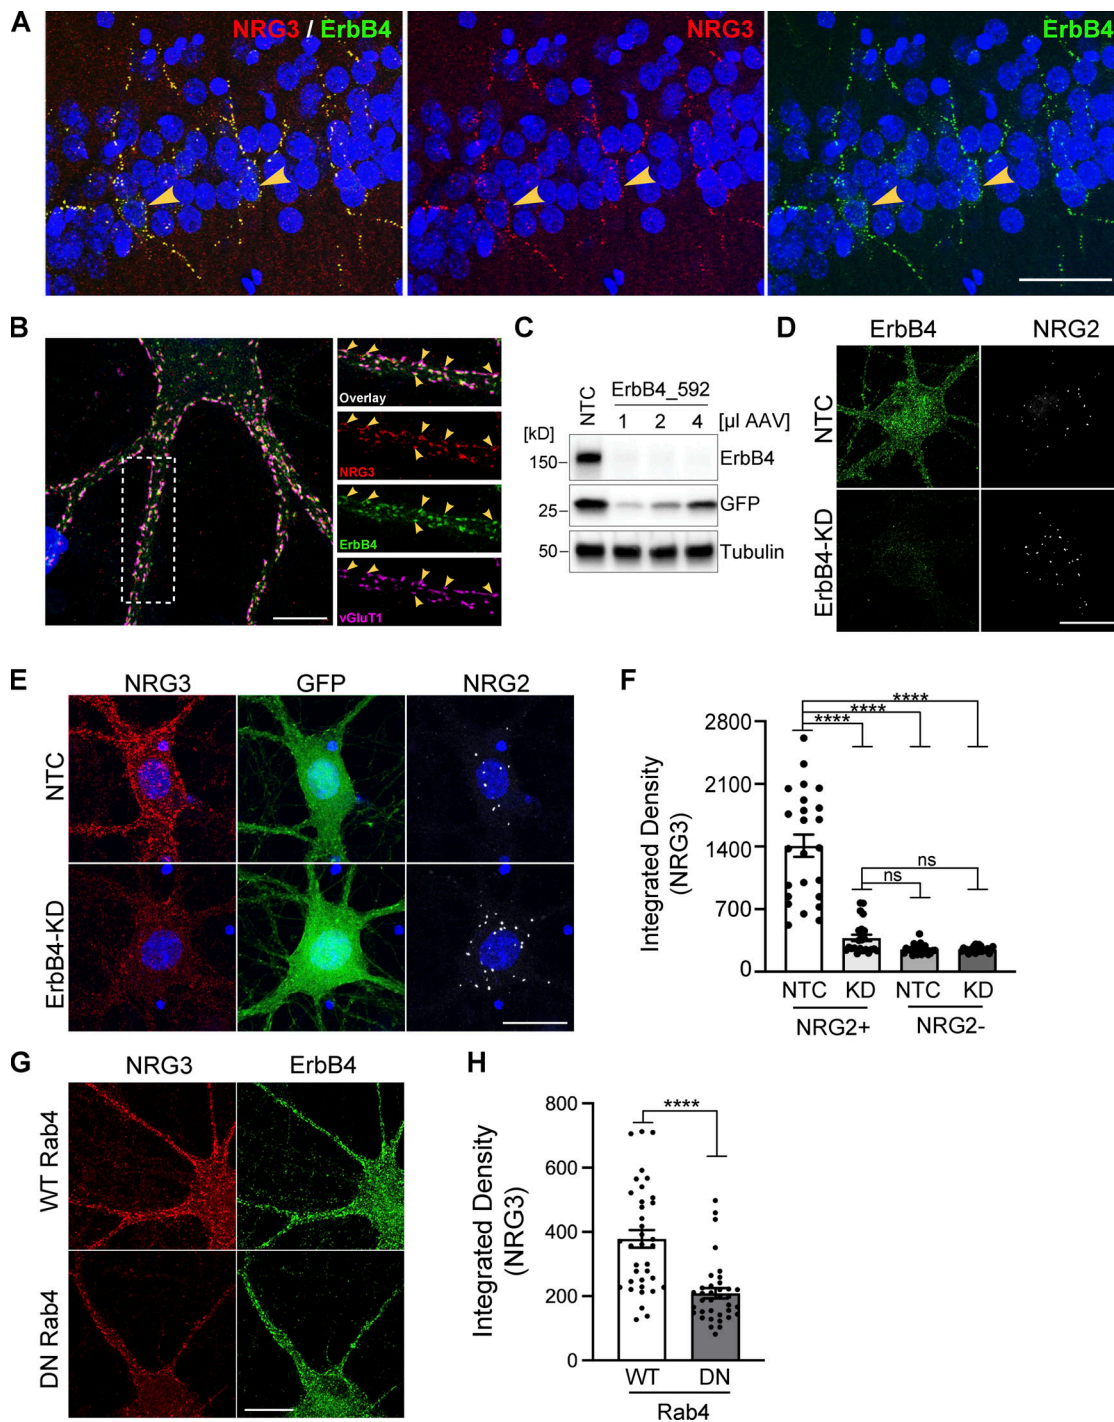 A
NRG3 / ErbB4
NRG3
ErbB4
B
Overlay
NRG3
ErbB4
vGluT1
C
NTC
ErbB4_592
1 2 4 [µl AAV]
[kD]
150
ErbB4
25
GFP
50
Tubulin
D
ErbB4 NRG2
NTC
ErbB4-KD
E
NRG3 GFP NRG2
NTC
ErbB4-KD
F
Integrated Density
(NRG3)
2800
2100
1400
700
0
****
****
****
ns
ns
NTC KD NTC KD
NRG2+ NRG2-
G
NRG3 ErbB4
WT Rab4
DN Rab4
H
Integrated Density
(NRG3)
800
600
400
200
0
****
WT DN
Rab4